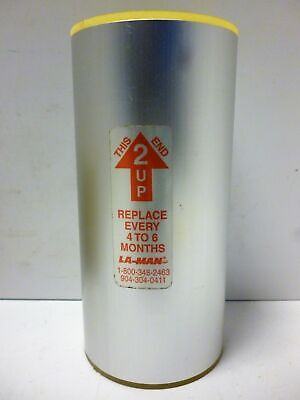 THIS END
2
UP
REPLACE
EVERY
4 TO 6
MONTHS
LA-MAN
1-800-348-2463
904-304-0411